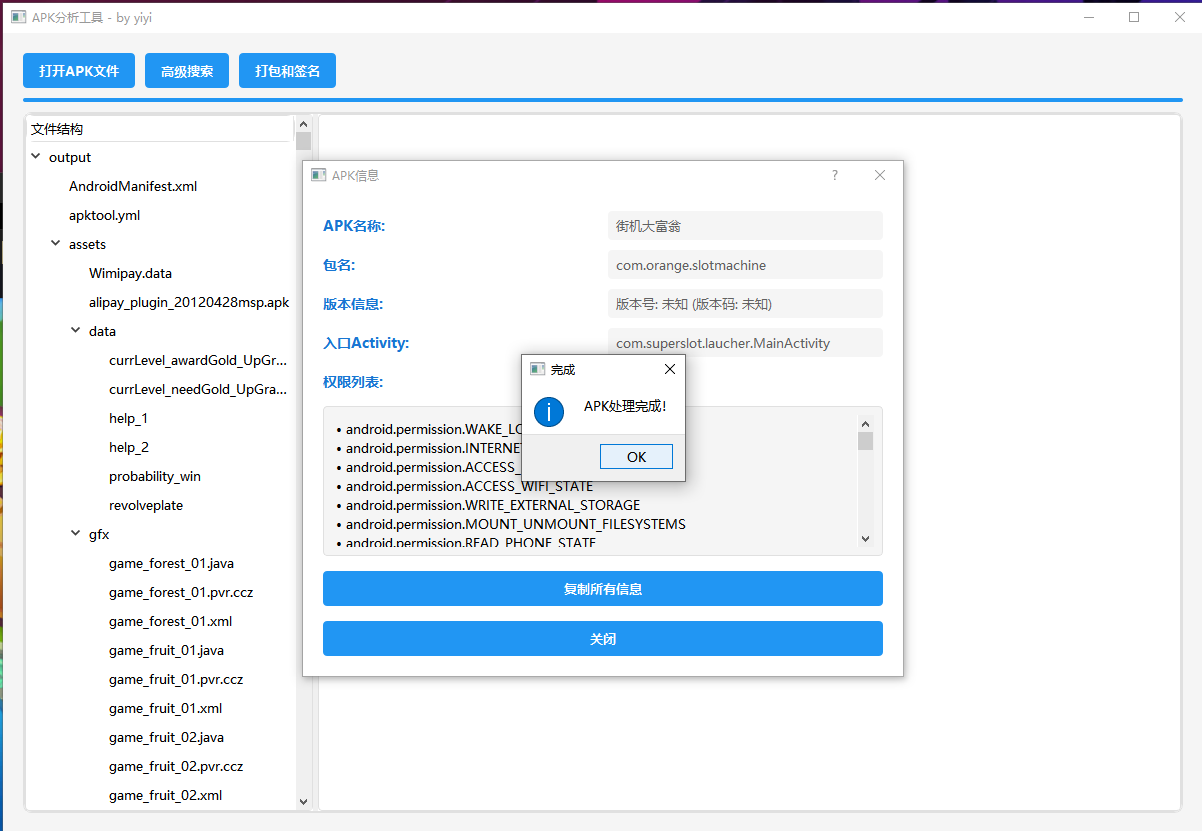 APK分析工具 - by yiyi
打开APK文件
高级搜索
打包和签名
文件结构
output
AndroidManifest.xml
apktool.yml
assets
Wimipay.data
alipay_plugin_20120428msp.apk
data
currLevel_awardGold_UpGr...
currLevel_needGold_UpGra...
help_1
help_2
probability_win
revolveplate
gfx
game_forest_01.java
game_forest_01.pvr.ccz
game_forest_01.xml
game_fruit_01.java
game_fruit_01.pvr.ccz
game_fruit_01.xml
game_fruit_02.java
game_fruit_02.pvr.ccz
game_fruit_02.xml
APK信息
?
APK名称:
街机大富翁
包名:
com.orange.slotmachine
版本信息:
版本号: 未知 (版本码: 未知)
入口Activity:
com.superslot.laucher.MainActivity
权限列表:
• android.permission.WAKE_LO
• android.permission.INTERNET
• android.permission.ACCESS_
• android.permission.ACCESS_WIFI_STATE
• android.permission.WRITE_EXTERNAL_STORAGE
• android.permission.MOUNT_UNMOUNT_FILESYSTEMS
• android.permission.READ_PHONE_STATE
复制所有信息
关闭
完成
APK处理完成!
OK